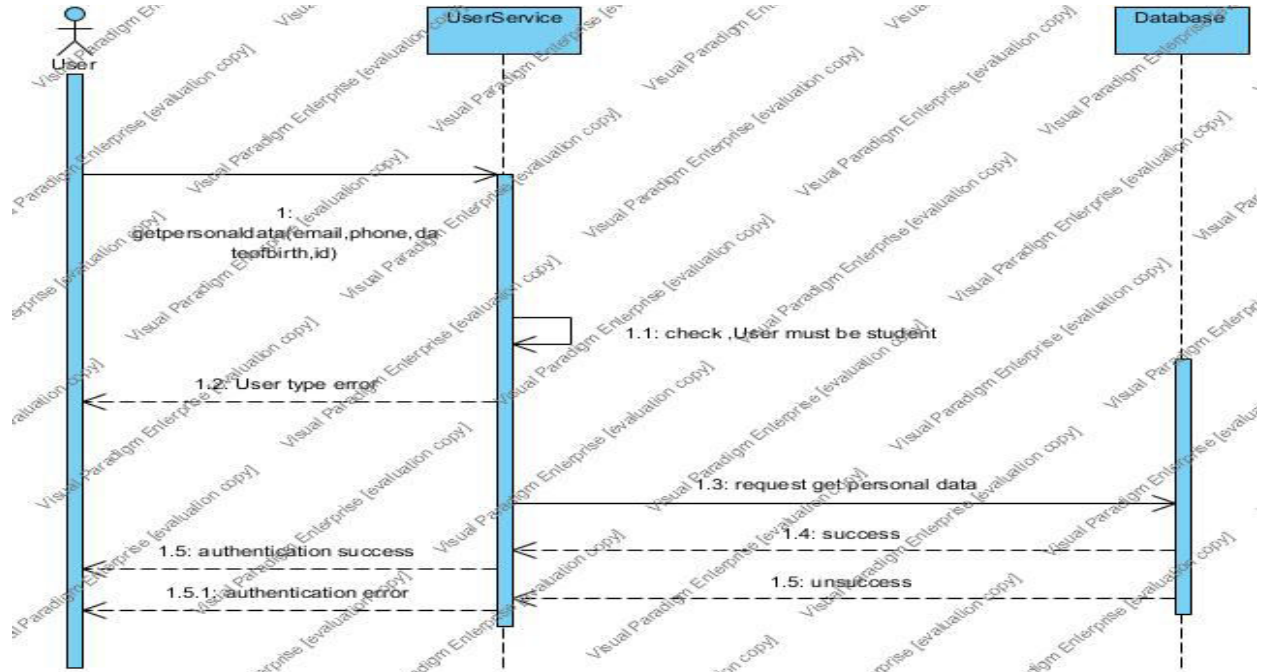 User
UserService
Database
1:
getpersonaldata(email,phone,da
teofbirth,id)
1.1: check ,User must be student
1.2: User type error
1.3: request get personal data
1.4: success
1.5: authentication success
1.5: unsuccess
1.5.1: authentication error
Visual Paradigm Enterprise [evaluation copy]